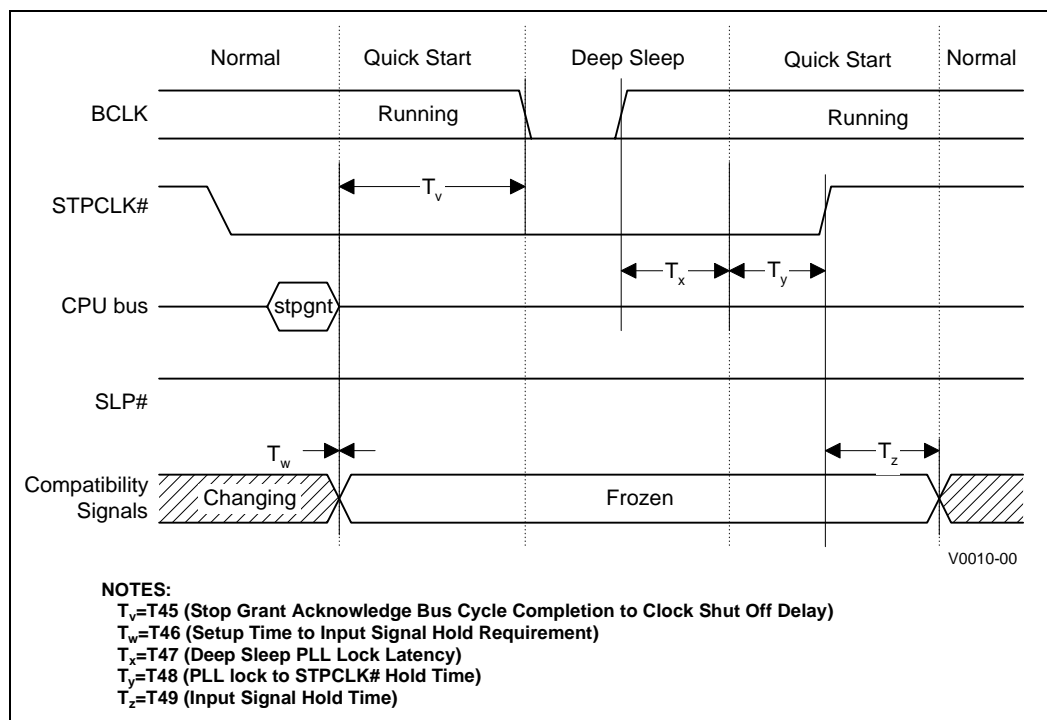 Normal Quick Start Deep Sleep Quick Start Normal
BCLK Running Running
STPCLK# Tv
Tx Ty
CPU bus stpgnt
SLP#
Tw Tz
Compatibility Signals Changing Frozen
V0010-00
NOTES:
Tv=T45 (Stop Grant Acknowledge Bus Cycle Completion to Clock Shut Off Delay)
Tw=T46 (Setup Time to Input Signal Hold Requirement)
Tx=T47 (Deep Sleep PLL Lock Latency)
Ty=T48 (PLL lock to STPCLK# Hold Time)
Tz=T49 (Input Signal Hold Time)